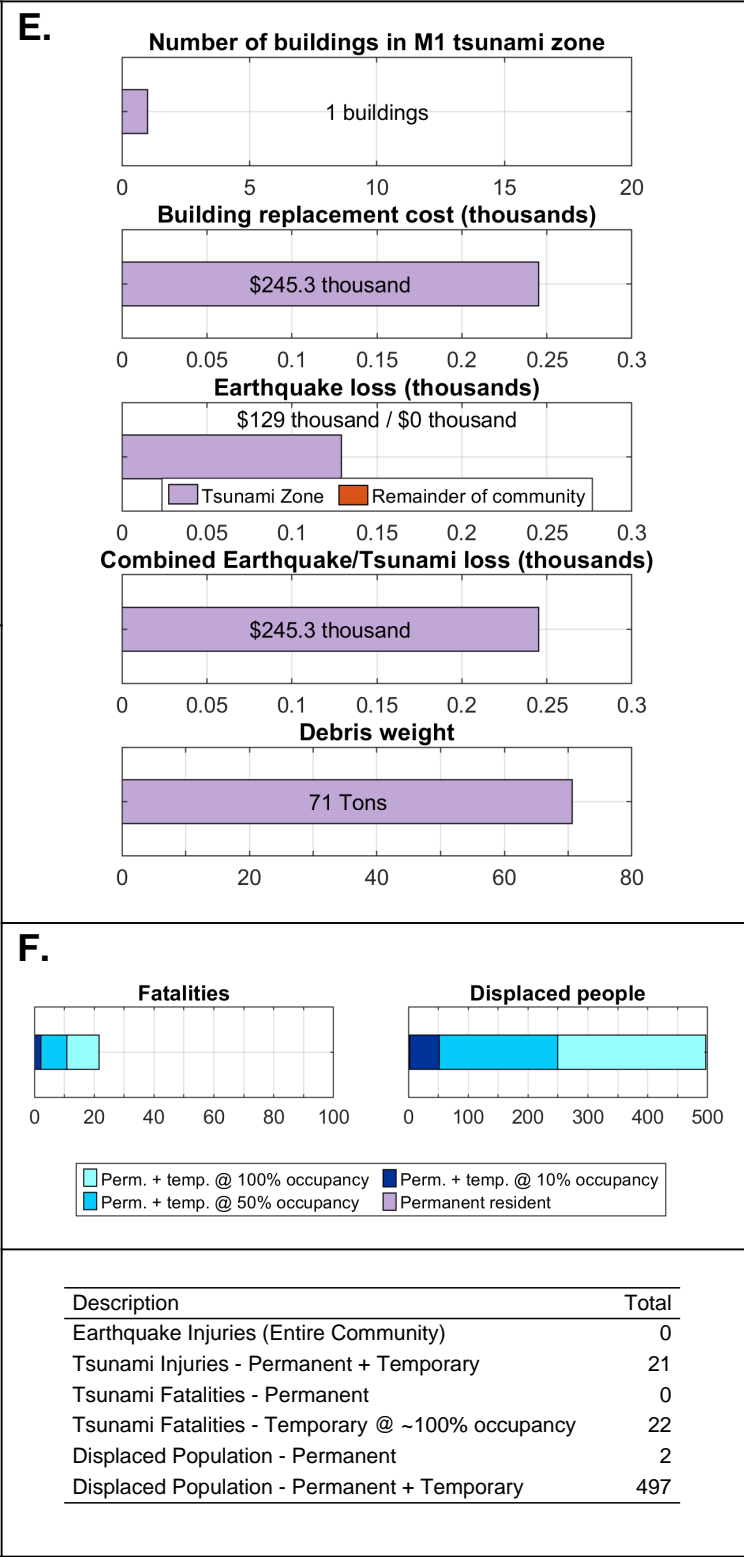 E.
Number of buildings in M1 tsunami zone
1 buildings
0 5 10 15 20
Building replacement cost (thousands)
$245.3 thousand
0 0.05 0.1 0.15 0.2 0.25 0.3
Earthquake loss (thousands)
$129 thousand / $0 thousand
Tsunami Zone Remainder of community
0 0.05 0.1 0.15 0.2 0.25 0.3
Combined Earthquake/Tsunami loss (thousands)
$245.3 thousand
0 0.05 0.1 0.15 0.2 0.25 0.3
Debris weight
71 Tons
0 20 40 60 80
F.
Fatalities Displaced people
0 20 40 60 80 100 0 100 200 300 400 500
Perm. + temp. @ 100% occupancy Perm. + temp. @ 10% occupancy
Perm. + temp. @ 50% occupancy Permanent resident
Description Total
Earthquake Injuries (Entire Community) 0
Tsunami Injuries - Permanent + Temporary 21
Tsunami Fatalities - Permanent 0
Tsunami Fatalities - Temporary @ ~100% occupancy 22
Displaced Population - Permanent 2
Displaced Population - Permanent + Temporary 497